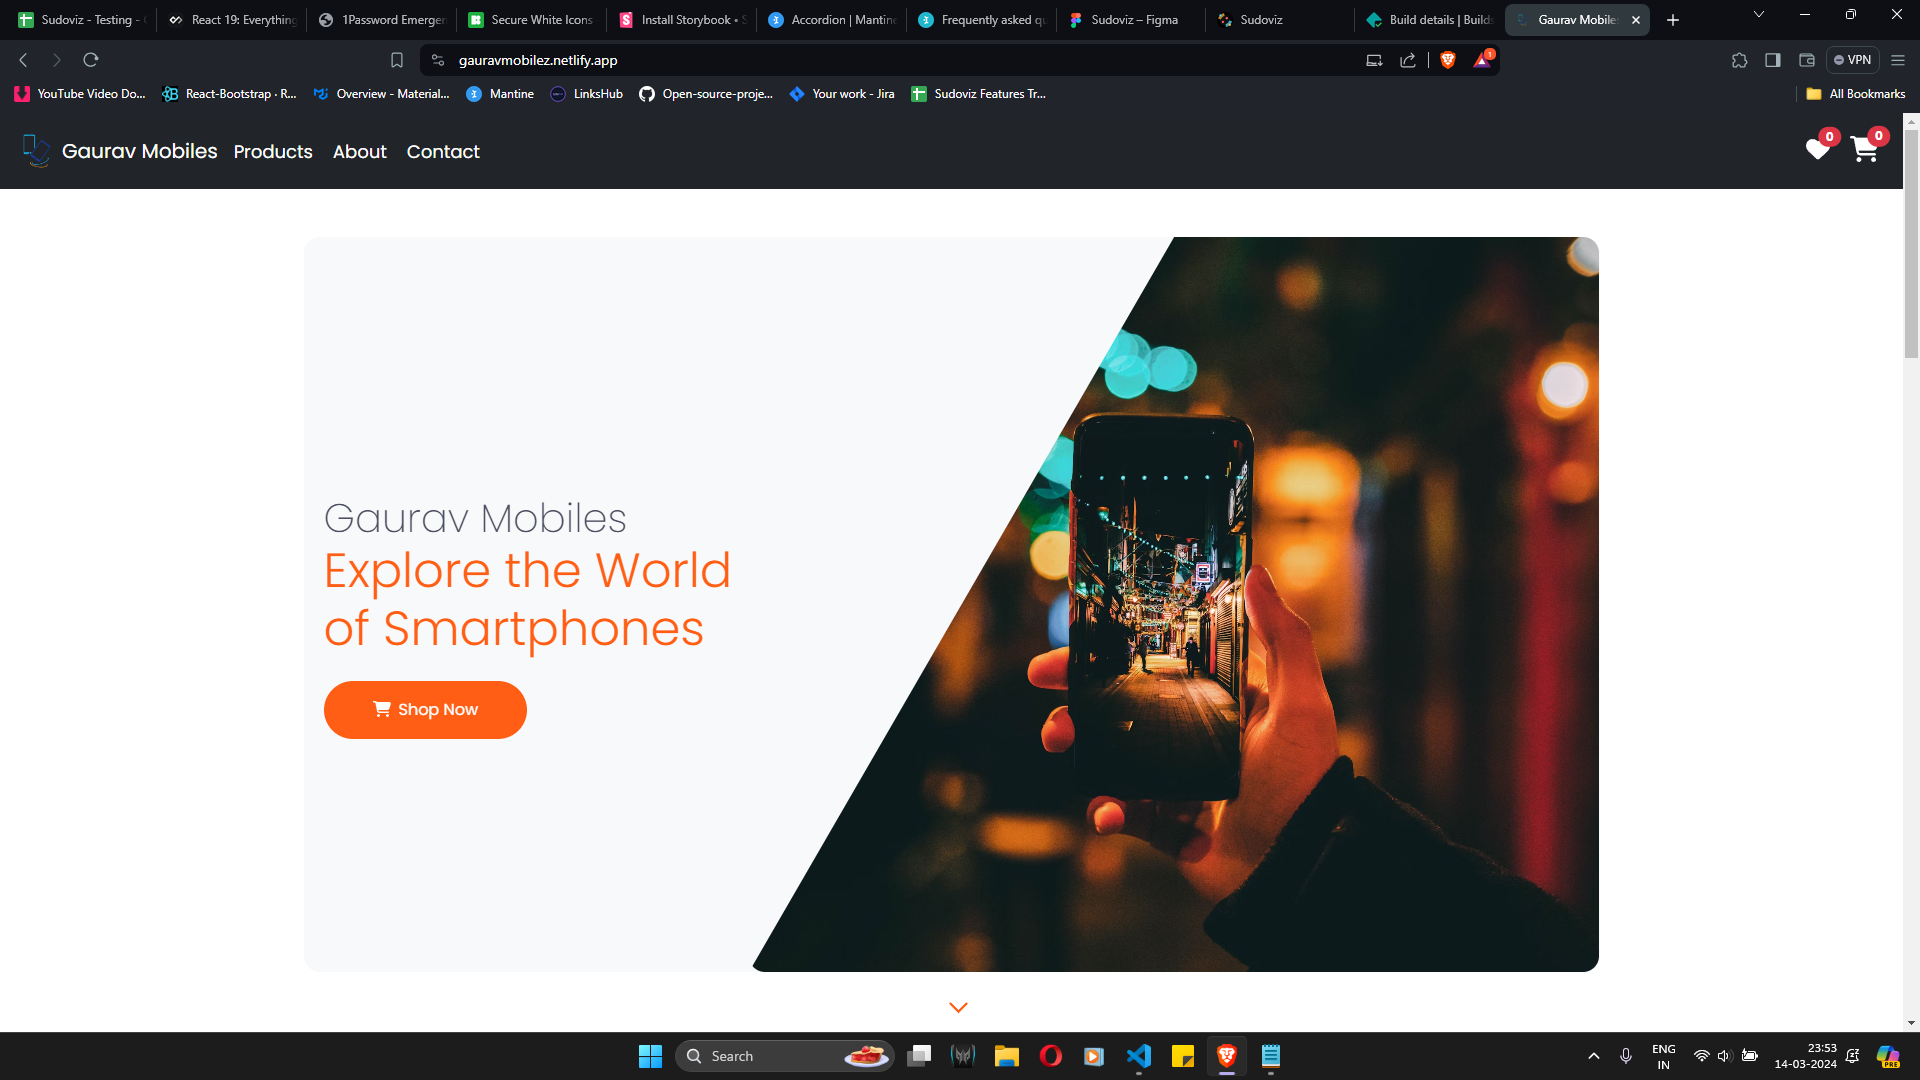 Sudoviz - Testing -
React 19: Everything
1Password Emergen
Secure White Icons
Install Storybook •
Accordion | Mantine
Frequently asked qu
Sudoviz – Figma
Sudoviz
Build details | Builds
Gaurav Mobile
gauravmobilez.netlify.app
1
VPN
YouTube Video Do...
React-Bootstrap · R...
Overview - Material...
Mantine
LinksHub
Open-source-proje...
Your work - Jira
Sudoviz Features Tr...
All Bookmarks
Gaurav Mobiles
Products
About
Contact
0
0
Gaurav Mobiles
Explore the World
of Smartphones
Shop Now
Search
ENG
IN
23:53
14-03-2024
PRE